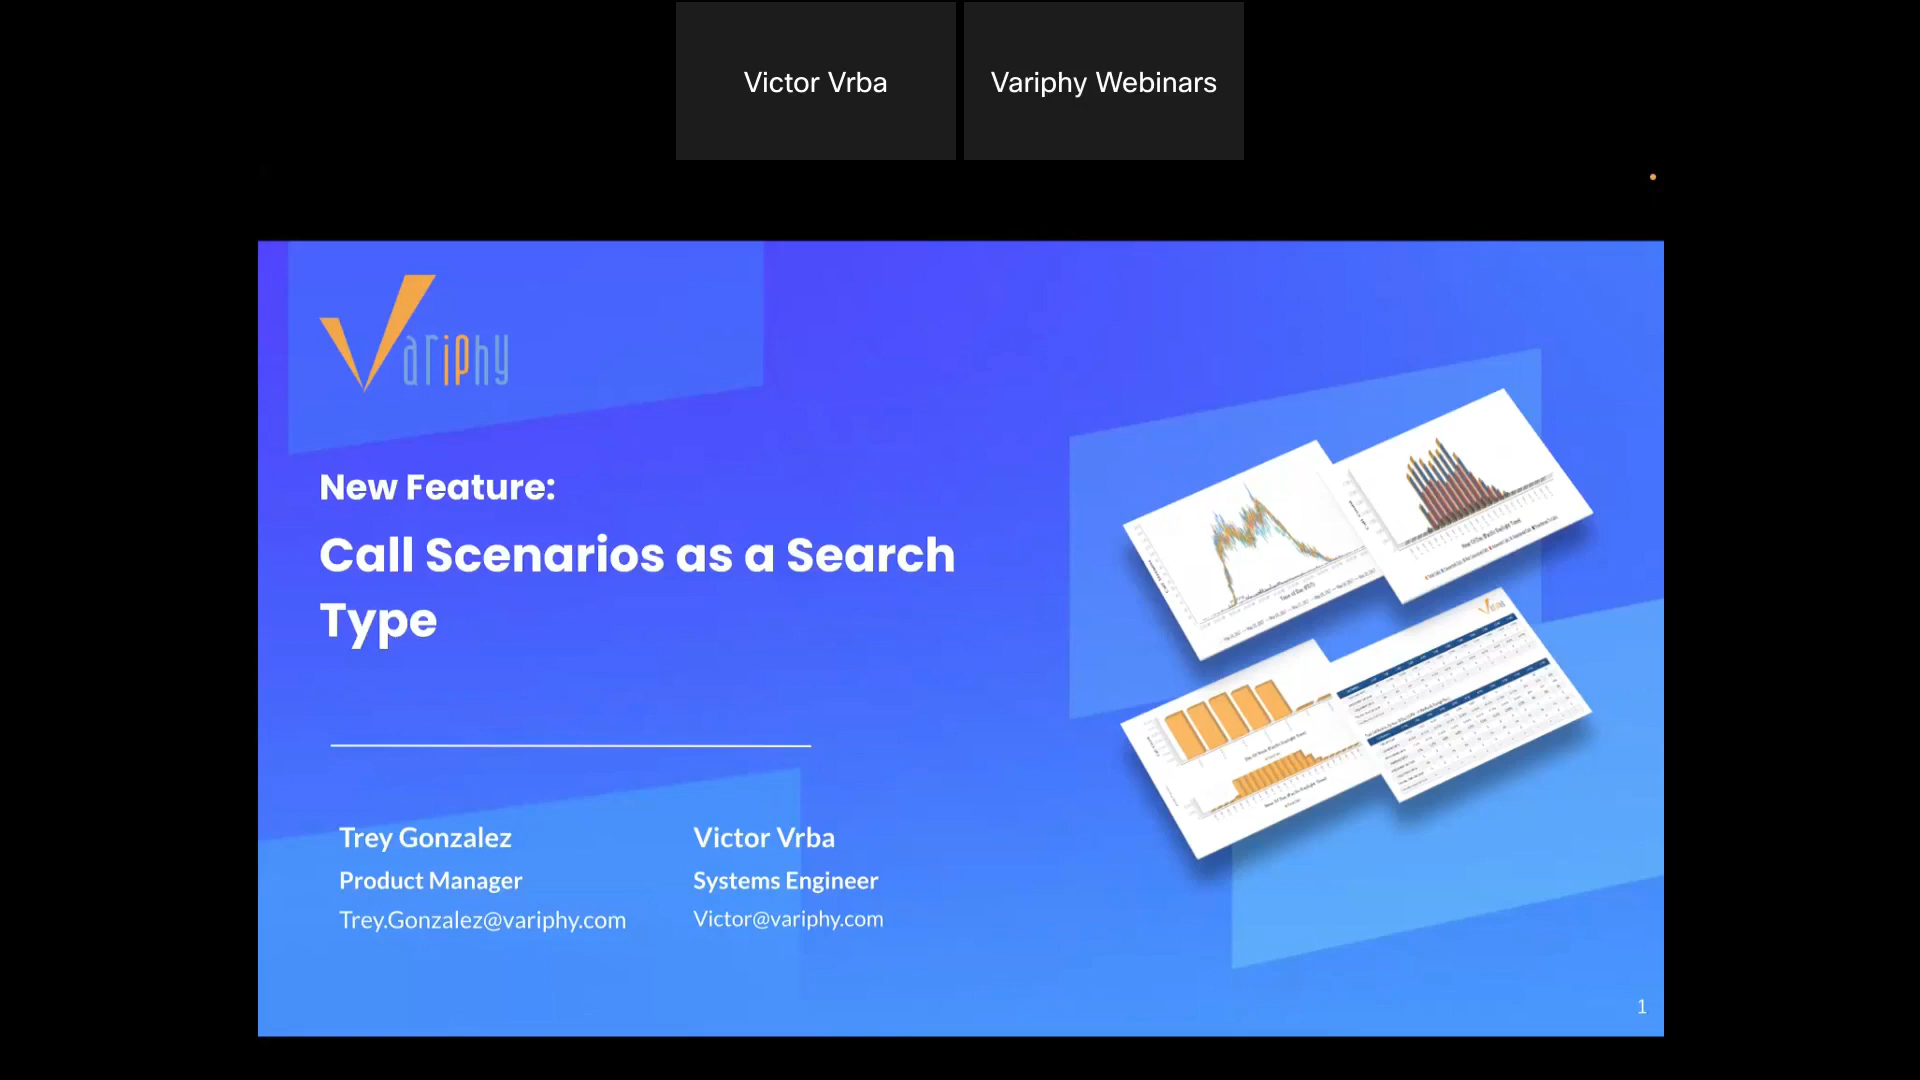 Victor Vrba
Variphy Webinars
Variphy
New Feature:
Call Scenarios as a Search
Type
Trey Gonzalez
Product Manager
Trey.Gonzalez@variphy.com
Victor Vrba
Systems Engineer
Victor@variphy.com
1